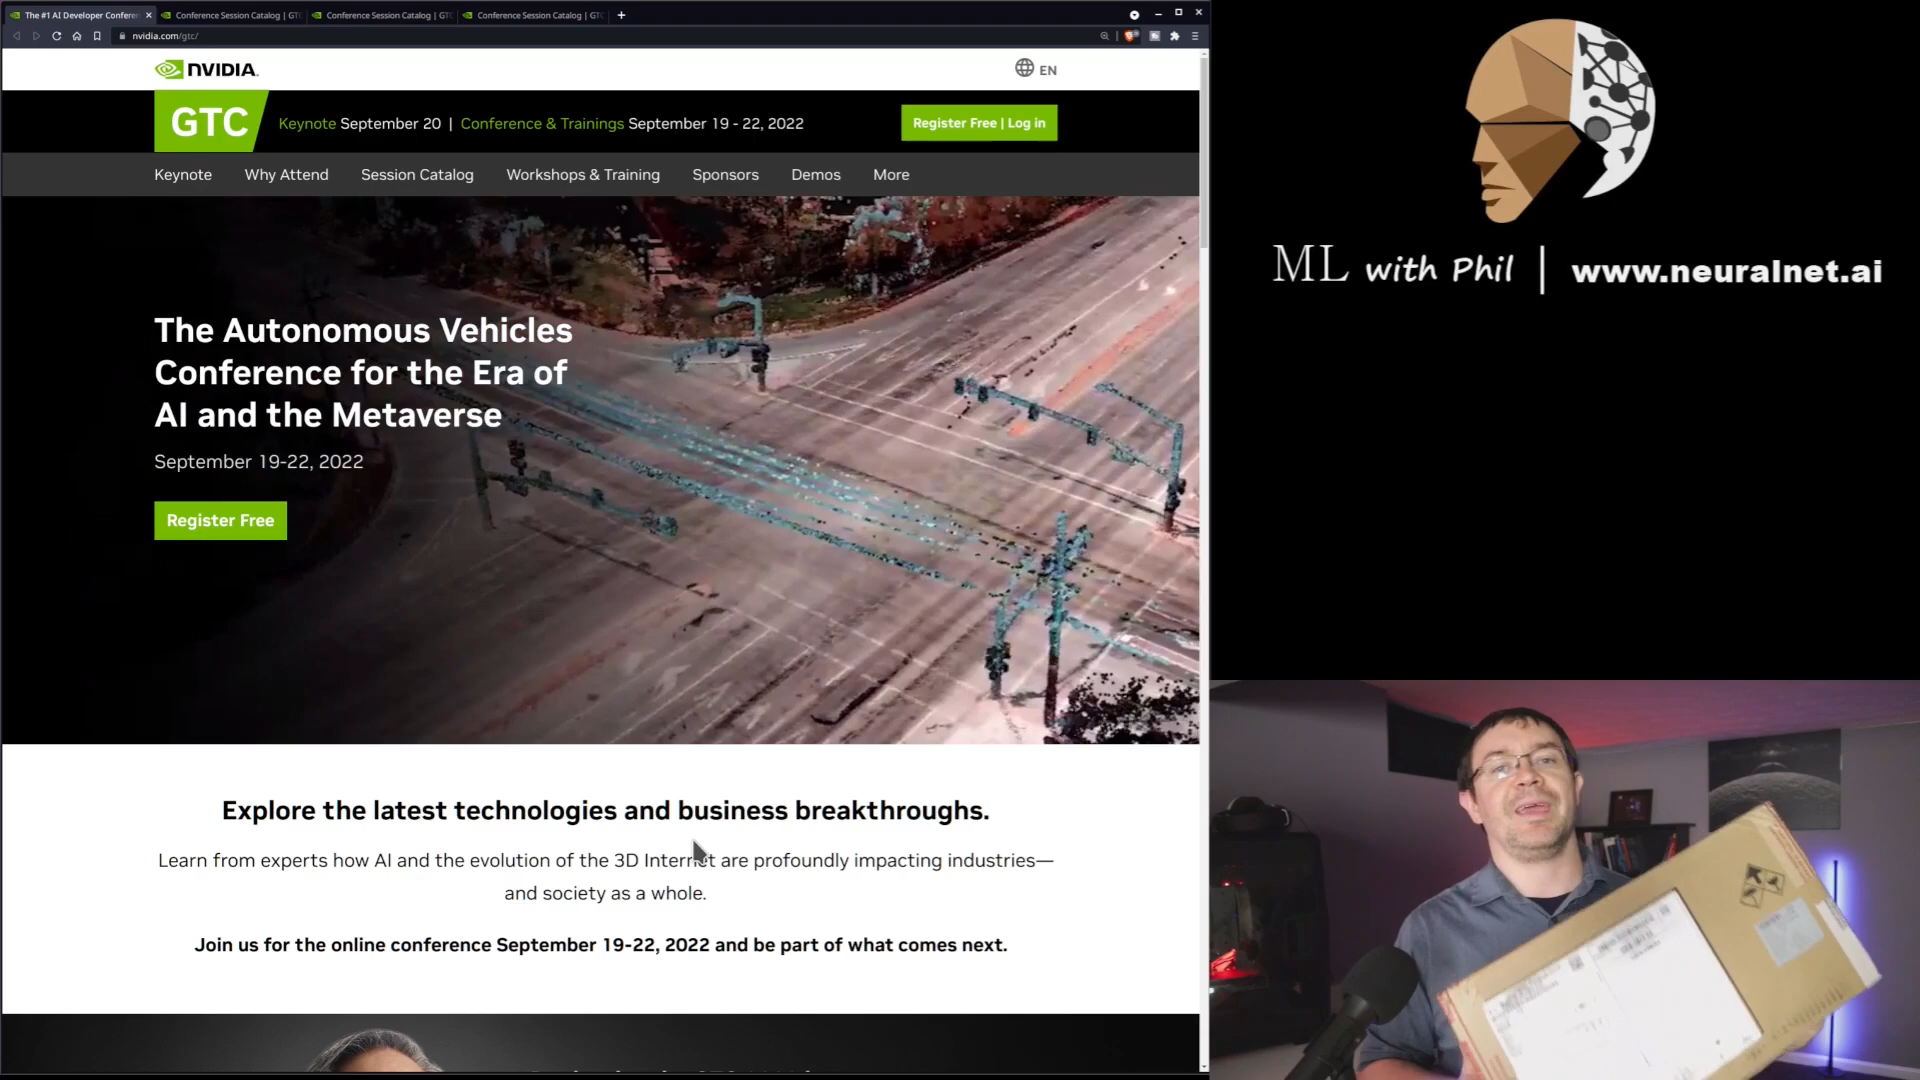 The #1 AI Developer Conferen
Conference Session Catalog | GTC
Conference Session Catalog | GTC
Conference Session Catalog | GTC
nvidia.com/gtc/
NVIDIA.
EN
GTC
Keynote September 20 | Conference & Trainings September 19 - 22, 2022
Register Free | Log in
Keynote
Why Attend
Session Catalog
Workshops & Training
Sponsors
Demos
More
The Autonomous Vehicles
Conference for the Era of
AI and the Metaverse
September 19-22, 2022
Register Free
Explore the latest technologies and business breakthroughs.
Learn from experts how AI and the evolution of the 3D Internet are profoundly impacting industries—
and society as a whole.
Join us for the online conference September 19-22, 2022 and be part of what comes next.
ML with Phil | www.neuralnet.ai